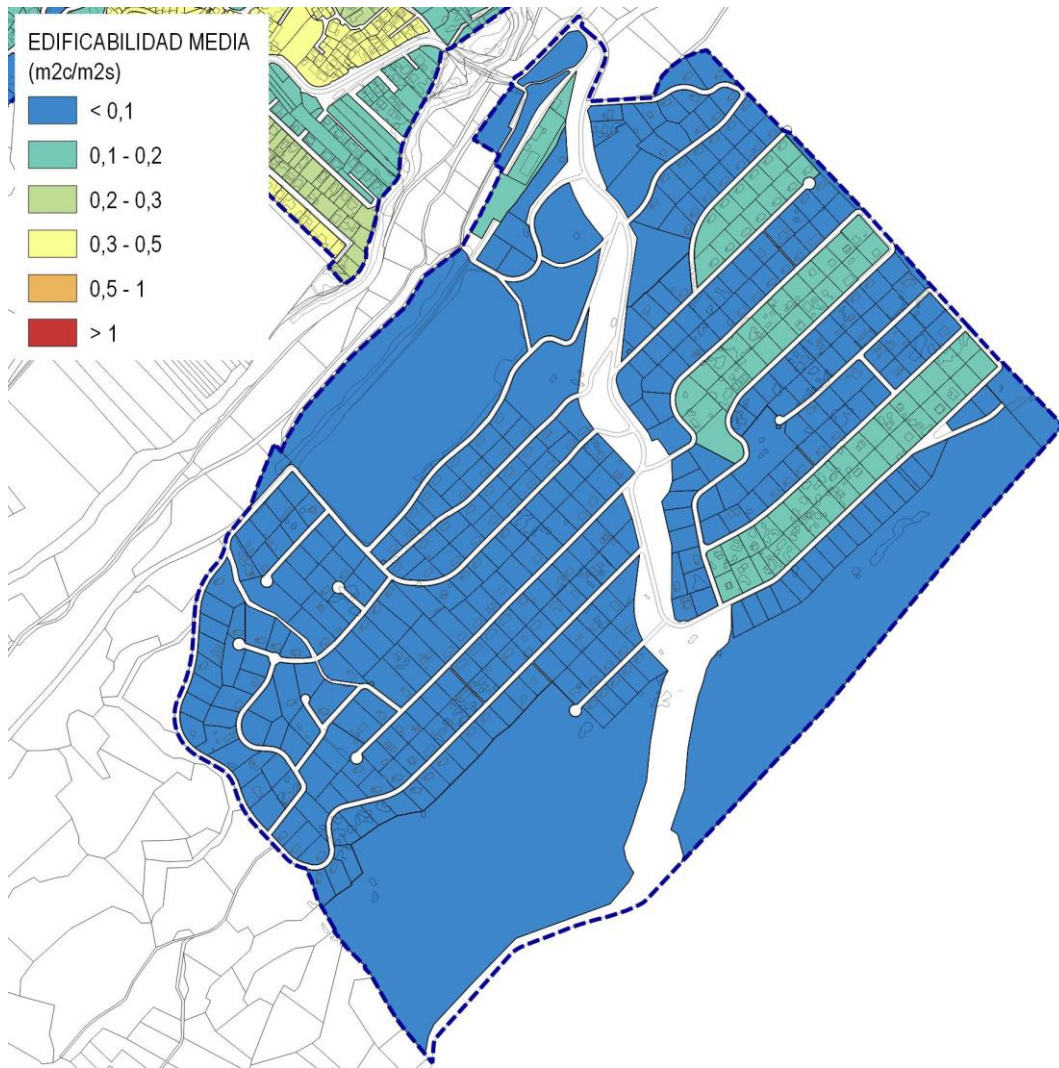 EDIFICABILIDAD MEDIA
(m2c/m2s)
< 0,1
0,1 - 0,2
0,2 - 0,3
0,3 - 0,5
0,5 - 1
> 1